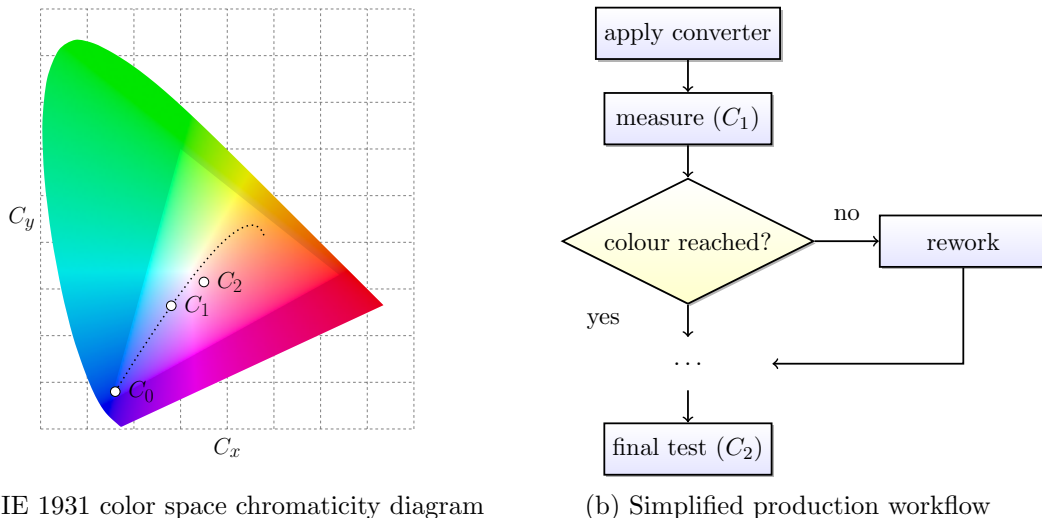 C_y
C_2
C_1
C_0
C_x
IE 1931 color space chromaticity diagram
apply converter
measure (C_1)
colour reached?
no
rework
yes
...
final test (C_2)
(b) Simplified production workflow